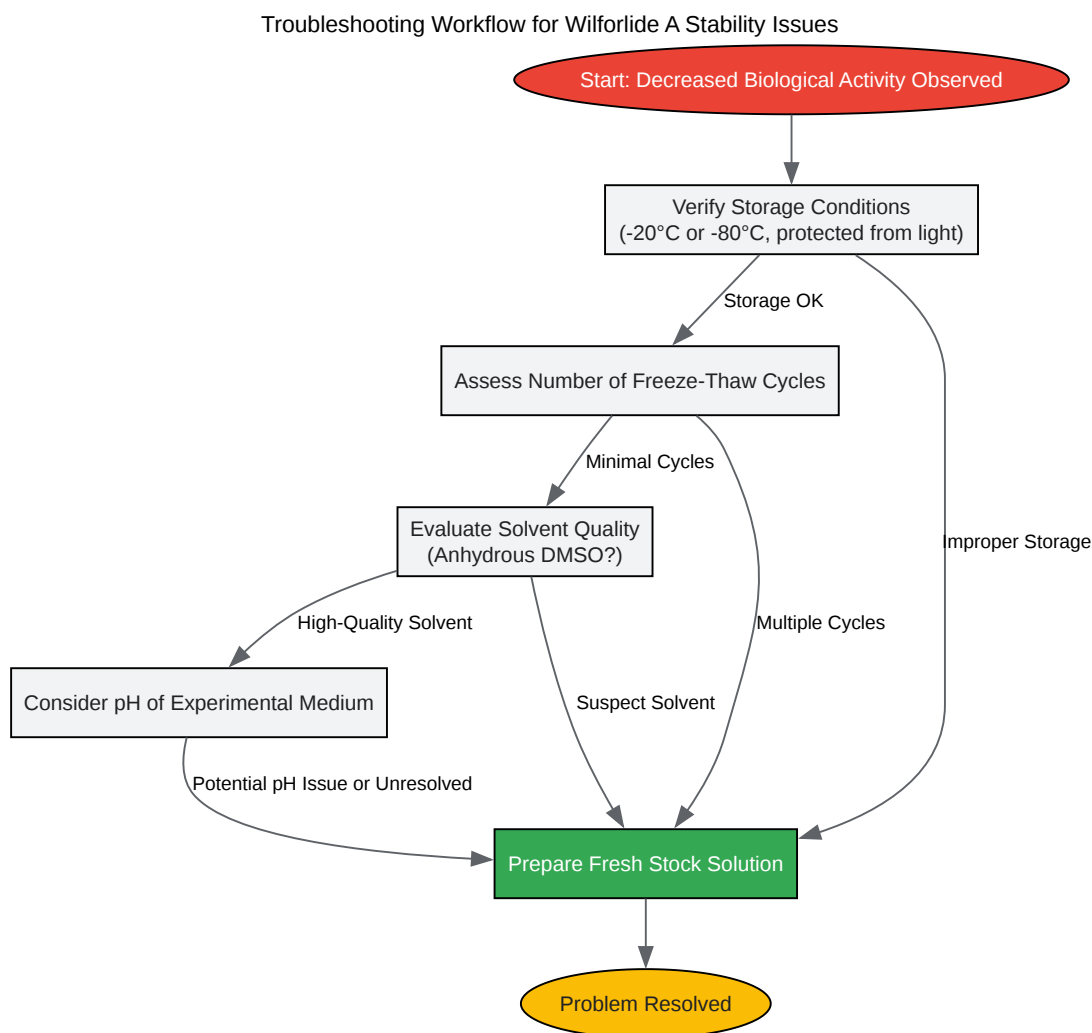 Troubleshooting Workflow for Wilforlide A Stability Issues
Start: Decreased Biological Activity Observed
Verify Storage Conditions
(-20°C or -80°C, protected from light)
Storage OK
Assess Number of Freeze-Thaw Cycles
Minimal Cycles
Evaluate Solvent Quality
(Anhydrous DMSO?)
Improper Storage
High-Quality Solvent
Multiple Cycles
Consider pH of Experimental Medium
Suspect Solvent
Potential pH Issue or Unresolved
Prepare Fresh Stock Solution
Problem Resolved